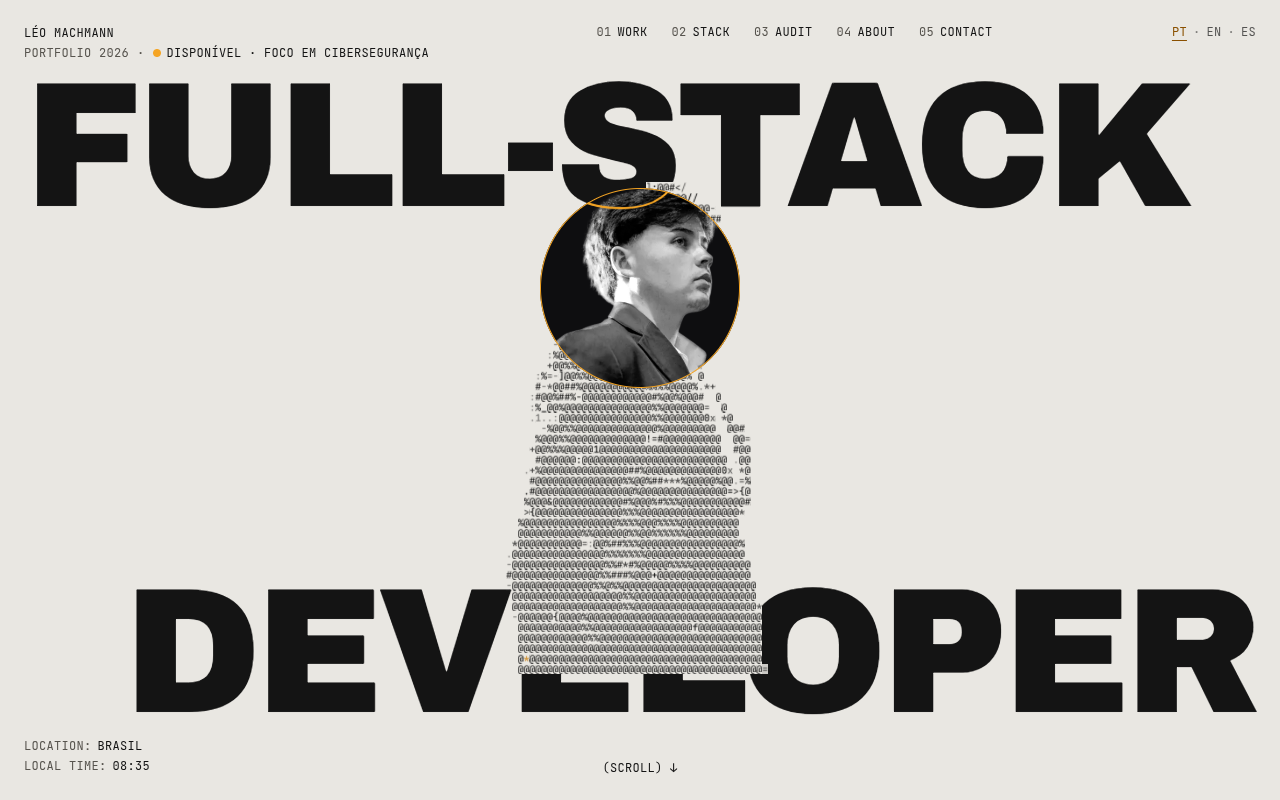 LÉO MACHMANN
PORTFOLIO 2026 · DISPONÍVEL · FOCO EM CIBERSEGURANÇA
01 WORK 02 STACK 03 AUDIT 04 ABOUT 05 CONTACT
PT · EN · ES
FULL-STACK
DEVELOPER
LOCATION: BRASIL
LOCAL TIME: 08:35
(SCROLL) ↓